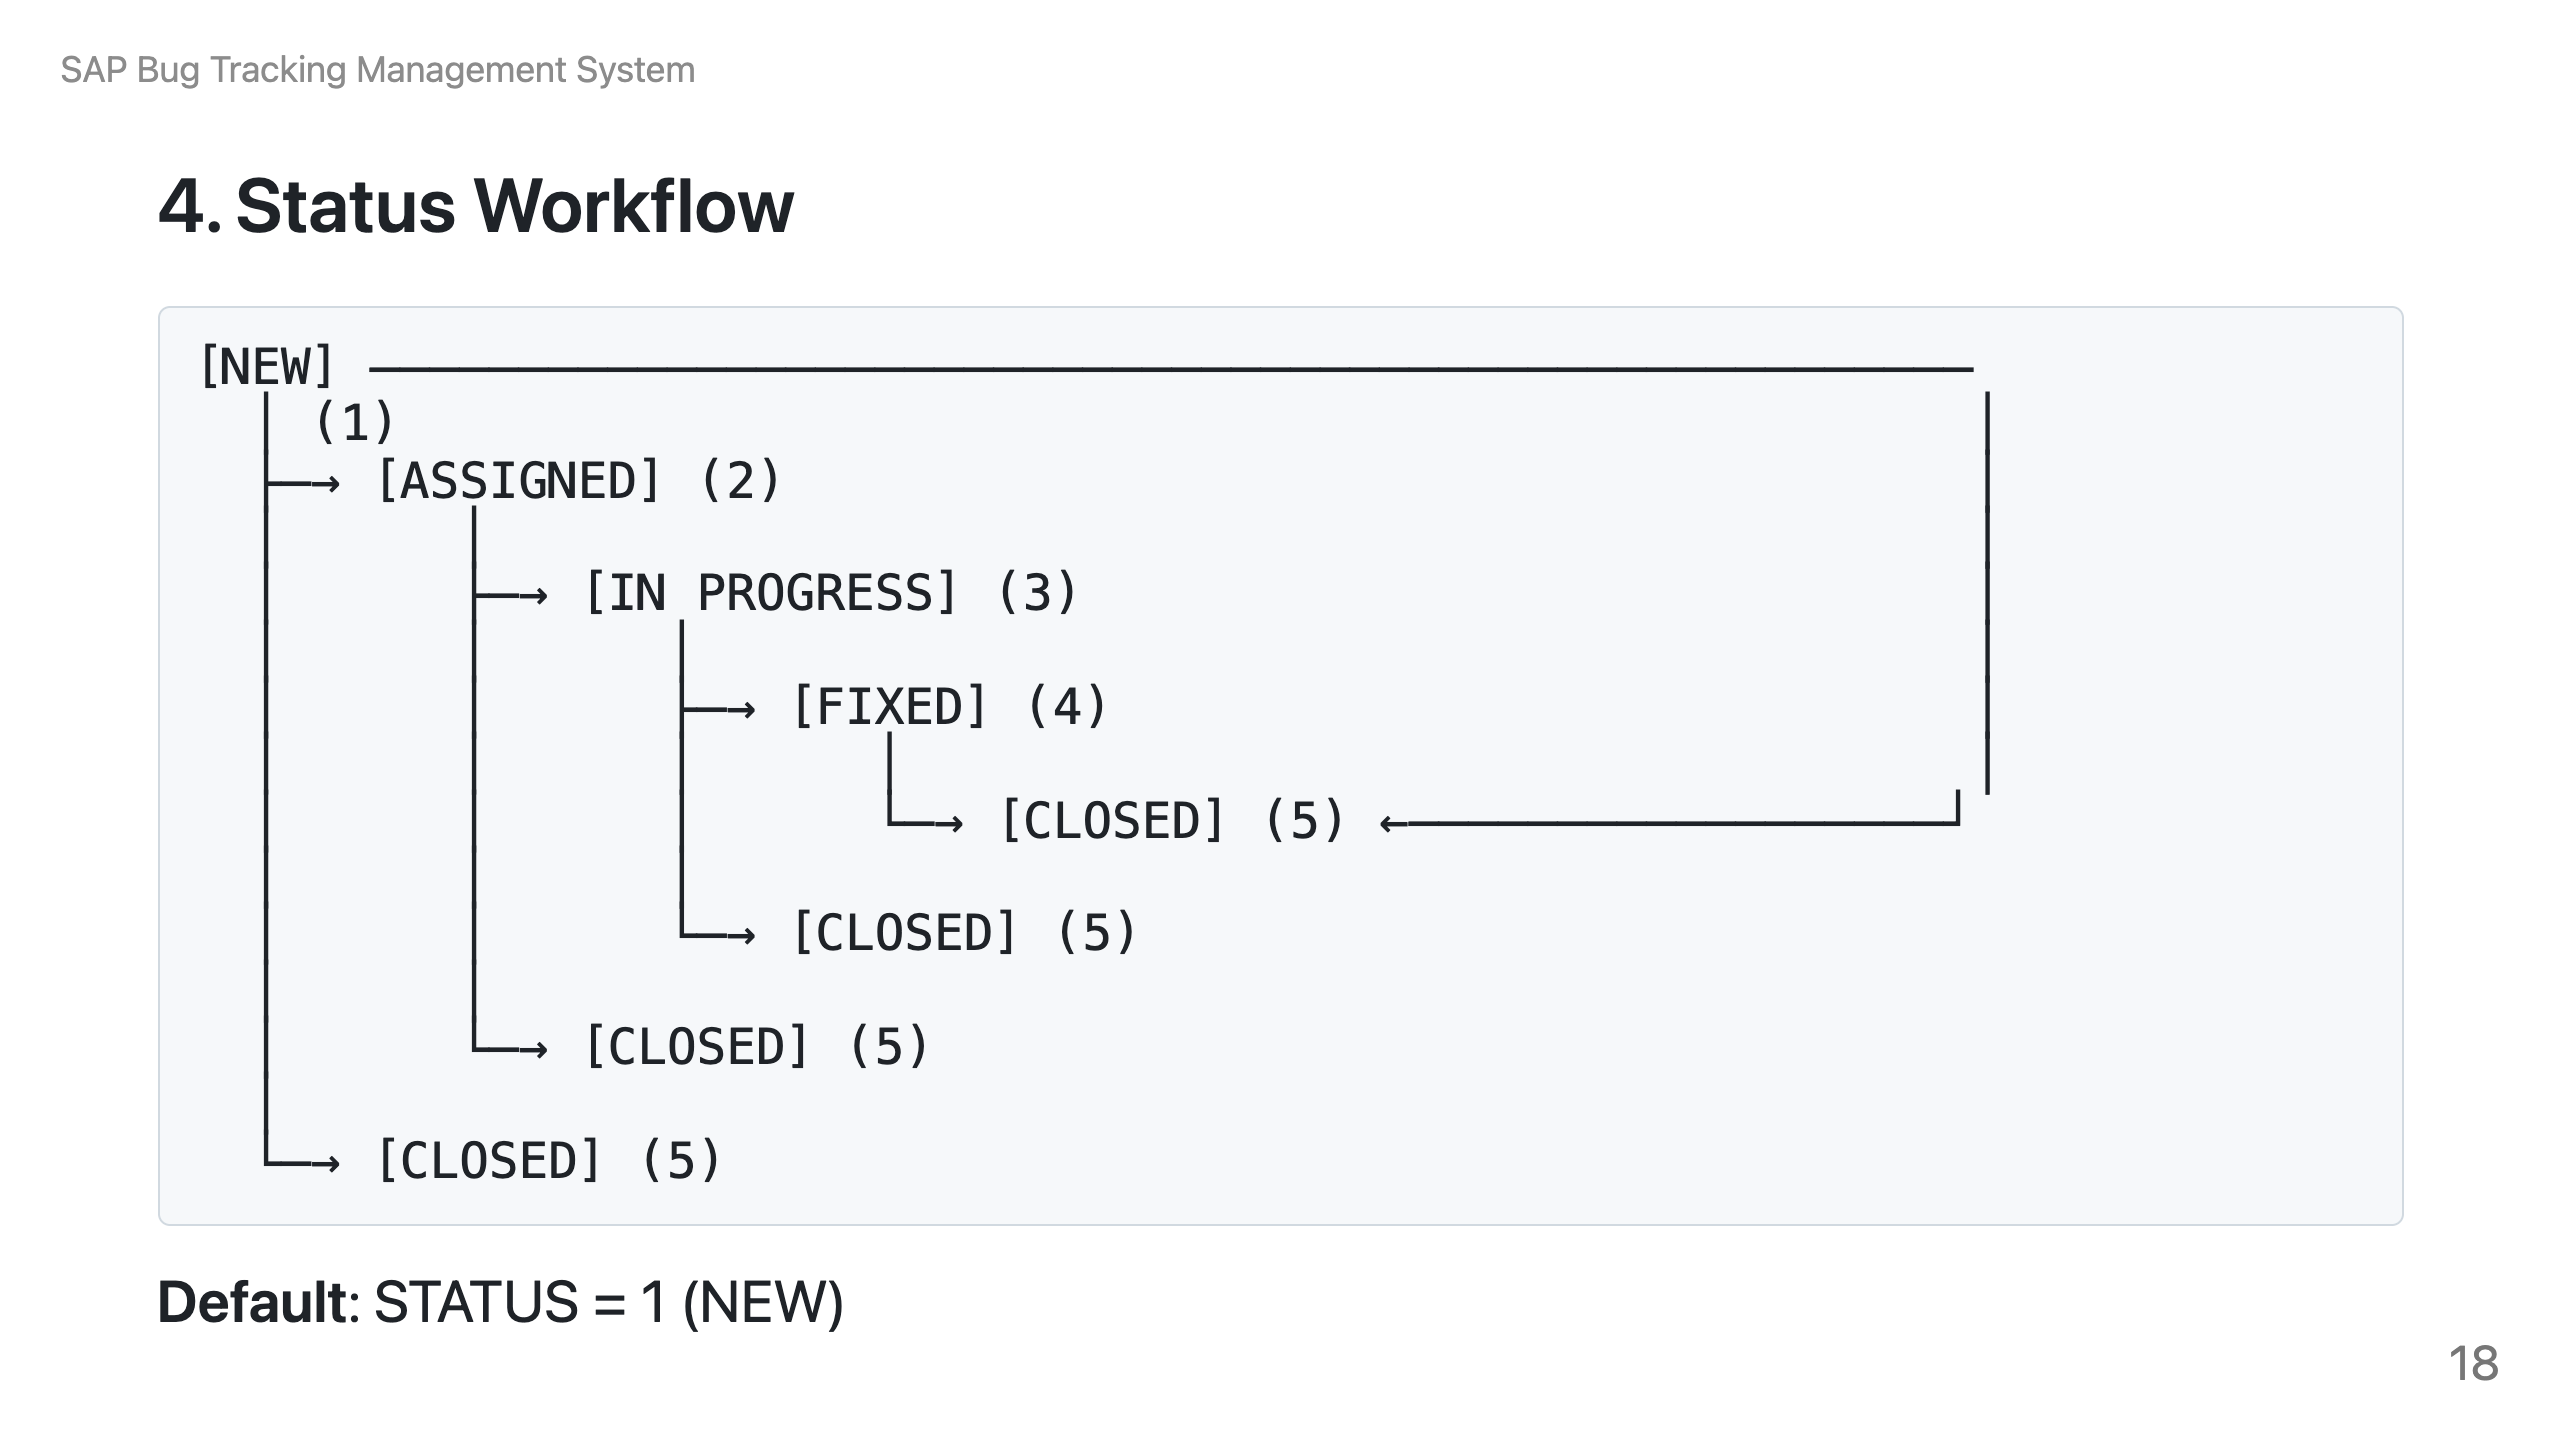 SAP Bug Tracking Management System
4. Status Workflow
[NEW]
(1)
[ASSIGNED] (2)
[IN PROGRESS] (3)
[FIXED] (4)
[CLOSED] (5)
[CLOSED] (5)
[CLOSED] (5)
[CLOSED] (5)
Default: STATUS = 1 (NEW)
18